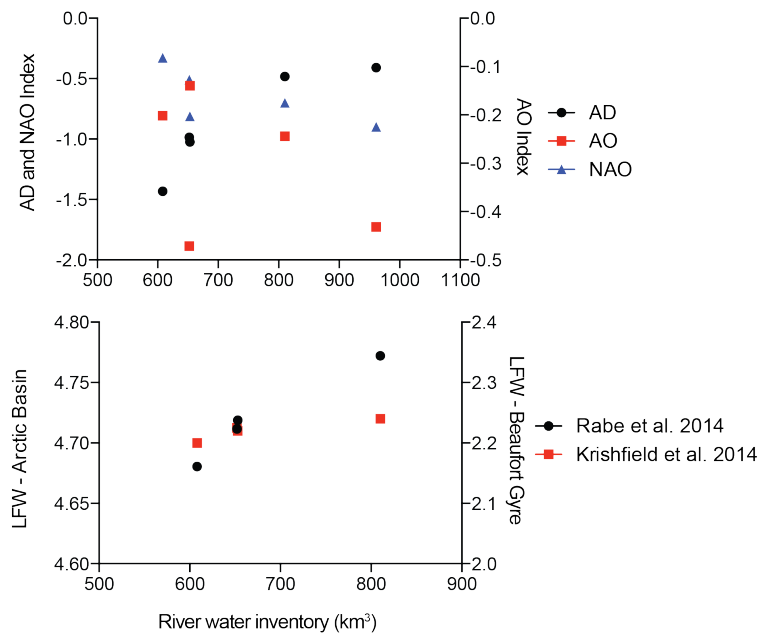 0.0
-0.5
-1.0
-1.5
-2.0
AD and NAO Index
0.0
-0.1
-0.2
-0.3
-0.4
-0.5
AO Index
500 600 700 800 900 1000 1100
AD
AO
NAO
4.80
4.75
4.70
4.65
4.60
LFW - Arctic Basin
2.4
2.3
2.2
2.1
2.0
LFW - Beaufort Gyre
500 600 700 800 900
River water inventory (km³)
Rabe et al. 2014
Krishfield et al. 2014